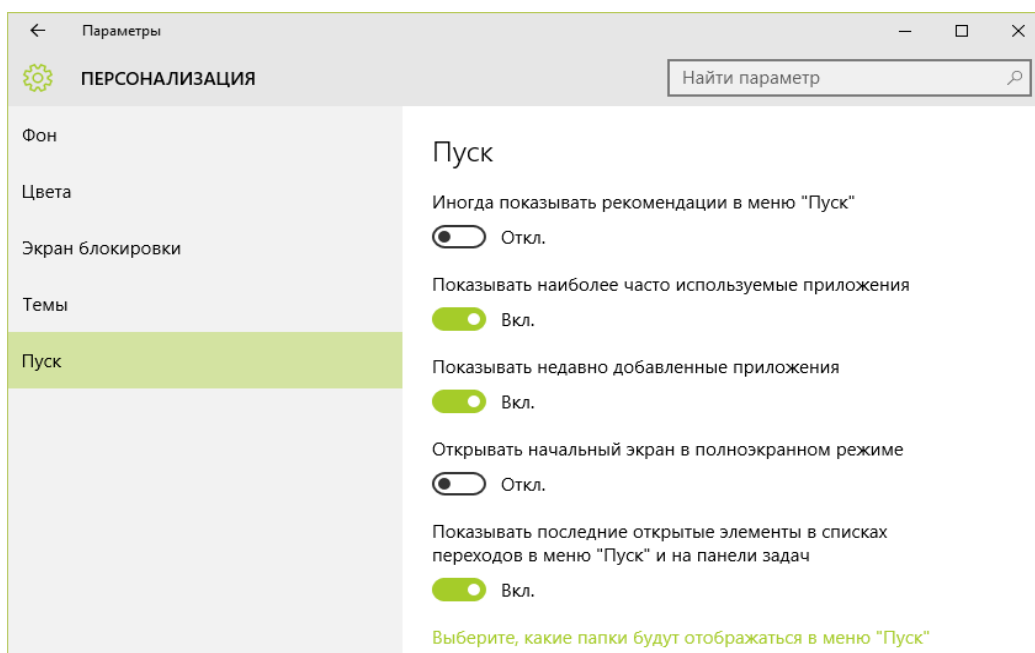 Параметры
ПЕРСОНАЛИЗАЦИЯ
Найти параметр
Фон
Цвета
Экран блокировки
Темы
Пуск
Пуск
Иногда показывать рекомендации в меню "Пуск"
Откл.
Показывать наиболее часто используемые приложения
Вкл.
Показывать недавно добавленные приложения
Вкл.
Открывать начальный экран в полноэкранном режиме
Откл.
Показывать последние открытые элементы в списках
переходов в меню "Пуск" и на панели задач
Вкл.
Выберите, какие папки будут отображаться в меню "Пуск"